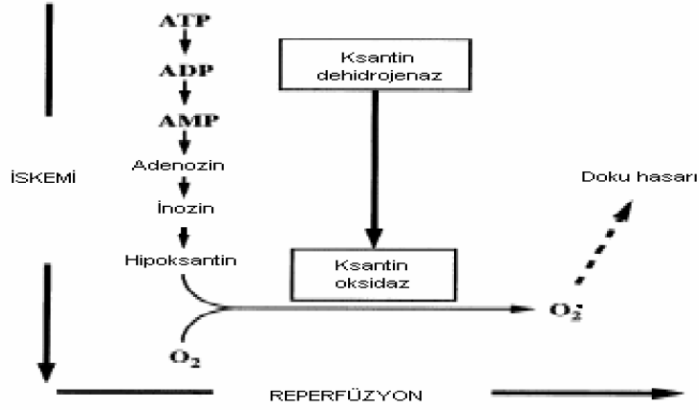 ATP
ADP
AMP
Adenozin
İnozin
Hipoksantin
O₂
İSKEMİ
Ksantin
dehidrojenaz
Ksantin
oksidaz
O₂⁻
Doku hasarı
REPERFÜZYON